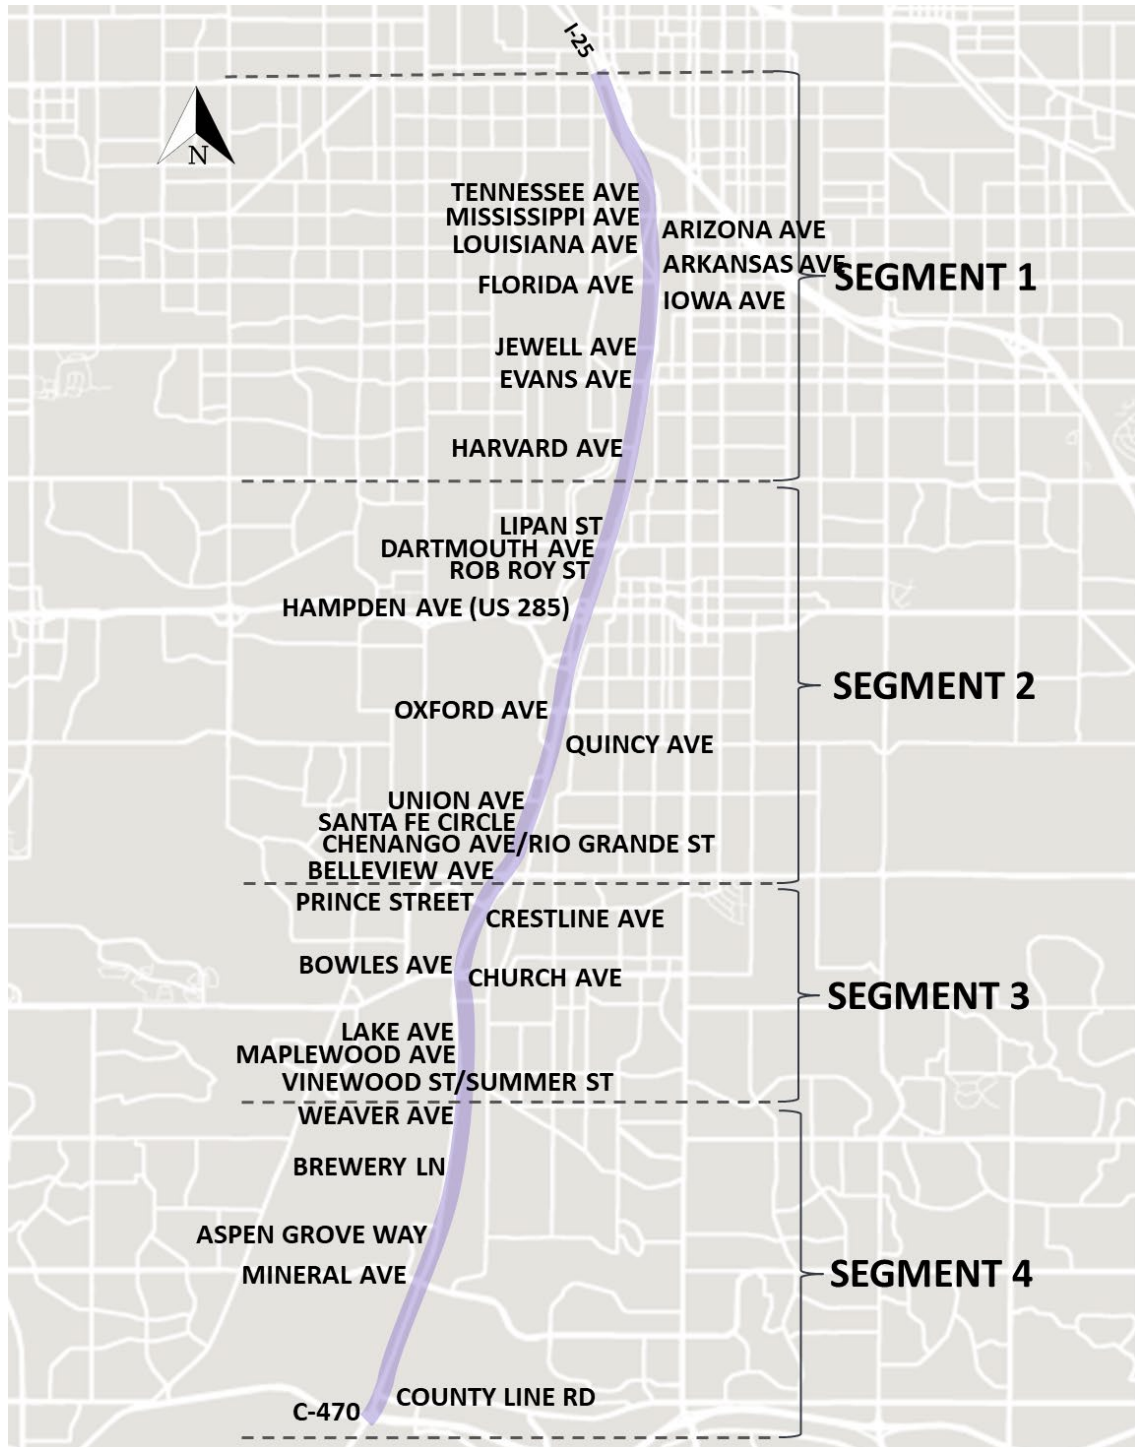 I-25
N
TENNESSEE AVE
MISSISSIPPI AVE
ARIZONA AVE
LOUISIANA AVE
ARKANSAS AVE
SEGMENT 1
FLORIDA AVE
IOWA AVE
JEWELL AVE
EVANS AVE
HARVARD AVE
LIPAN ST
DARTMOUTH AVE
ROB ROY ST
HAMPDEN AVE (US 285)
SEGMENT 2
OXFORD AVE
QUINCY AVE
UNION AVE
SANTA FE CIRCLE
CHENANGO AVE/RIO GRANDE ST
BELLEVIEW AVE
PRINCE STREET
CRESTLINE AVE
BOWLES AVE
CHURCH AVE
SEGMENT 3
LAKE AVE
MAPLEWOOD AVE
VINEWOOD ST/SUMMER ST
WEAVER AVE
BREWERY LN
ASPEN GROVE WAY
MINERAL AVE
SEGMENT 4
COUNTY LINE RD
C-470